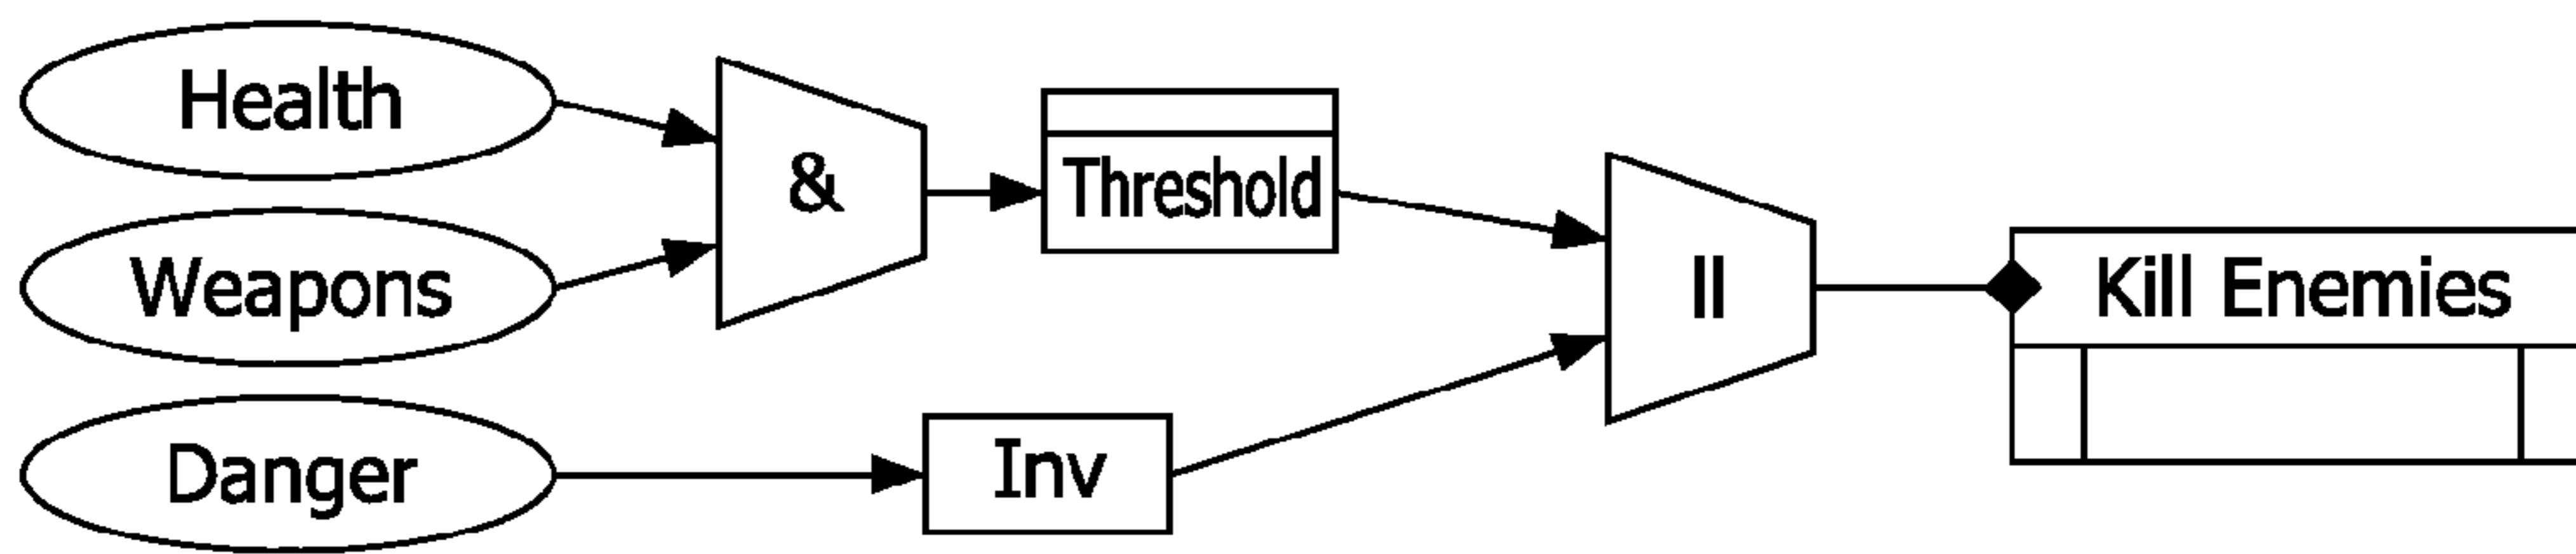 Health
Weapons
Danger
&
Threshold
Inv
||
Kill Enemies